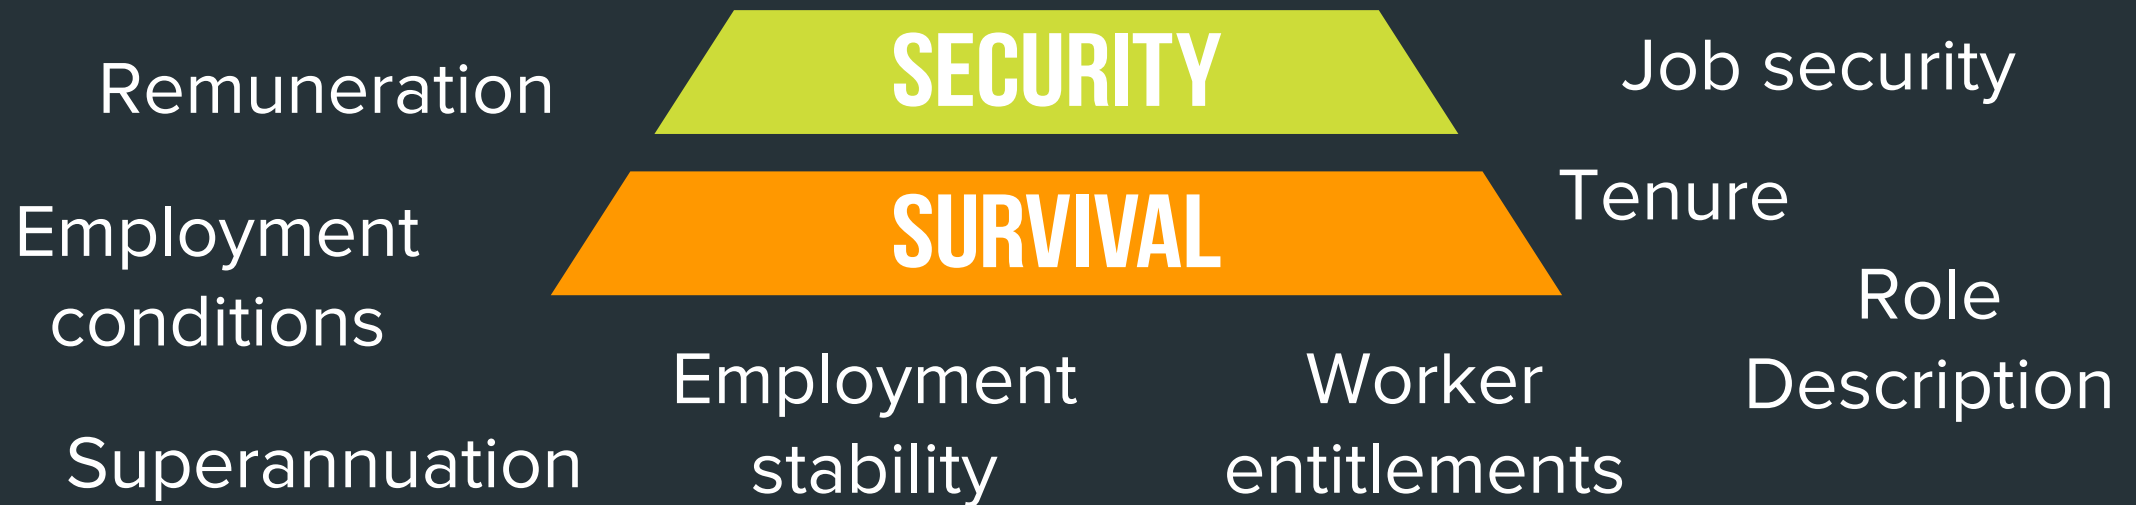 SECURITY
SURVIVAL
Remuneration
Employment
conditions
Superannuation
Employment
stability
Worker
entitlements
Job security
Tenure
Role
Description